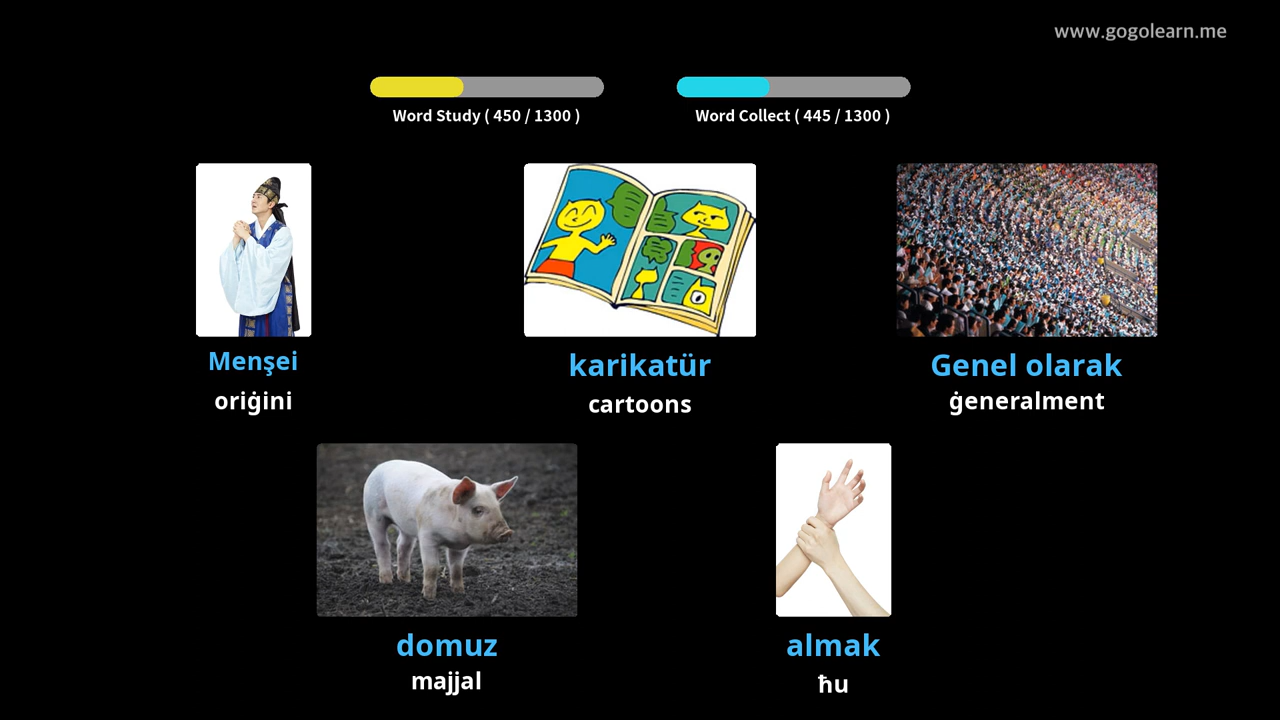 www.gogolearn.me
Word Study ( 450 / 1300 )
Word Collect ( 445 / 1300 )
Menşei
oriġini
karikatür
cartoons
Genel olarak
ġeneralment
domuz
majjal
almak
ħu